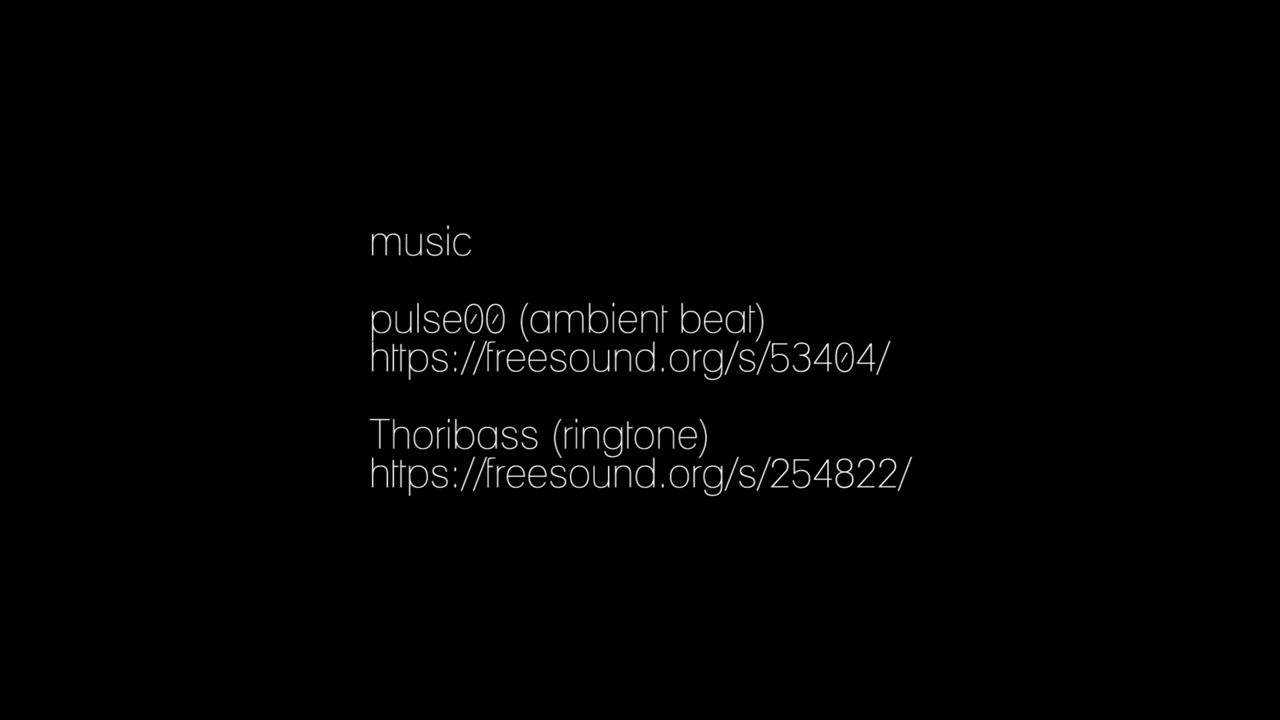 music
pulse00 (ambient beat)
https://freesound.org/s/53404/
Thoribass (ringtone)
https://freesound.org/s/254822/